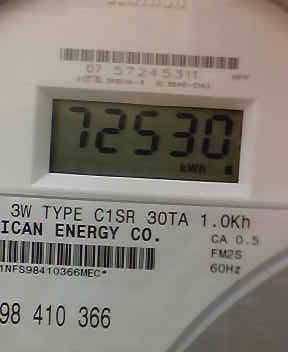 07 57245311
72530
kWh
3W TYPE C1SR 30TA 1.0Kh
ICAN ENERGY CO.
CA 0.5
FM2S
60Hz
1NFS98410366MEC*
98 410 366